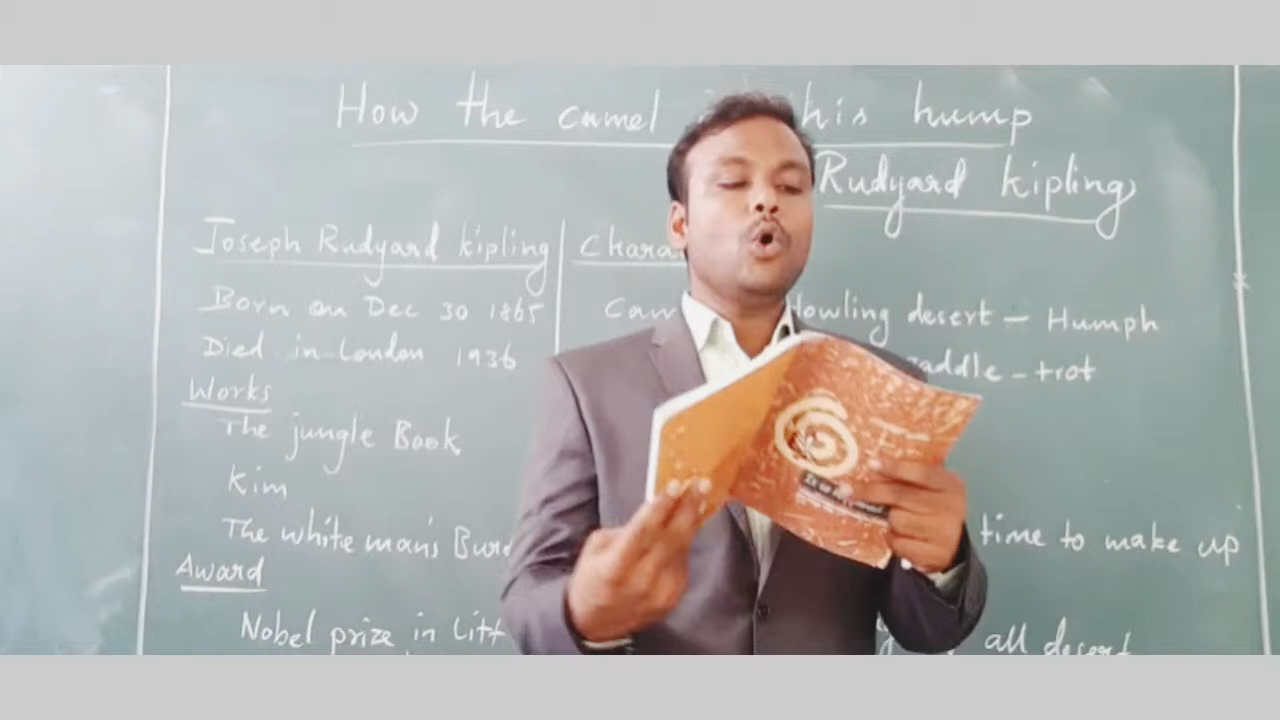 How the camel his hump
Rudyard Kipling
Joseph Rudyard Kipling
Born on Dec 30 1865
Died in London 1936
Works
The jungle Book
Kim
The white man's
Award
Nobel prize in Litt
Howling desert – Humph
– trot
time to make up
all desert